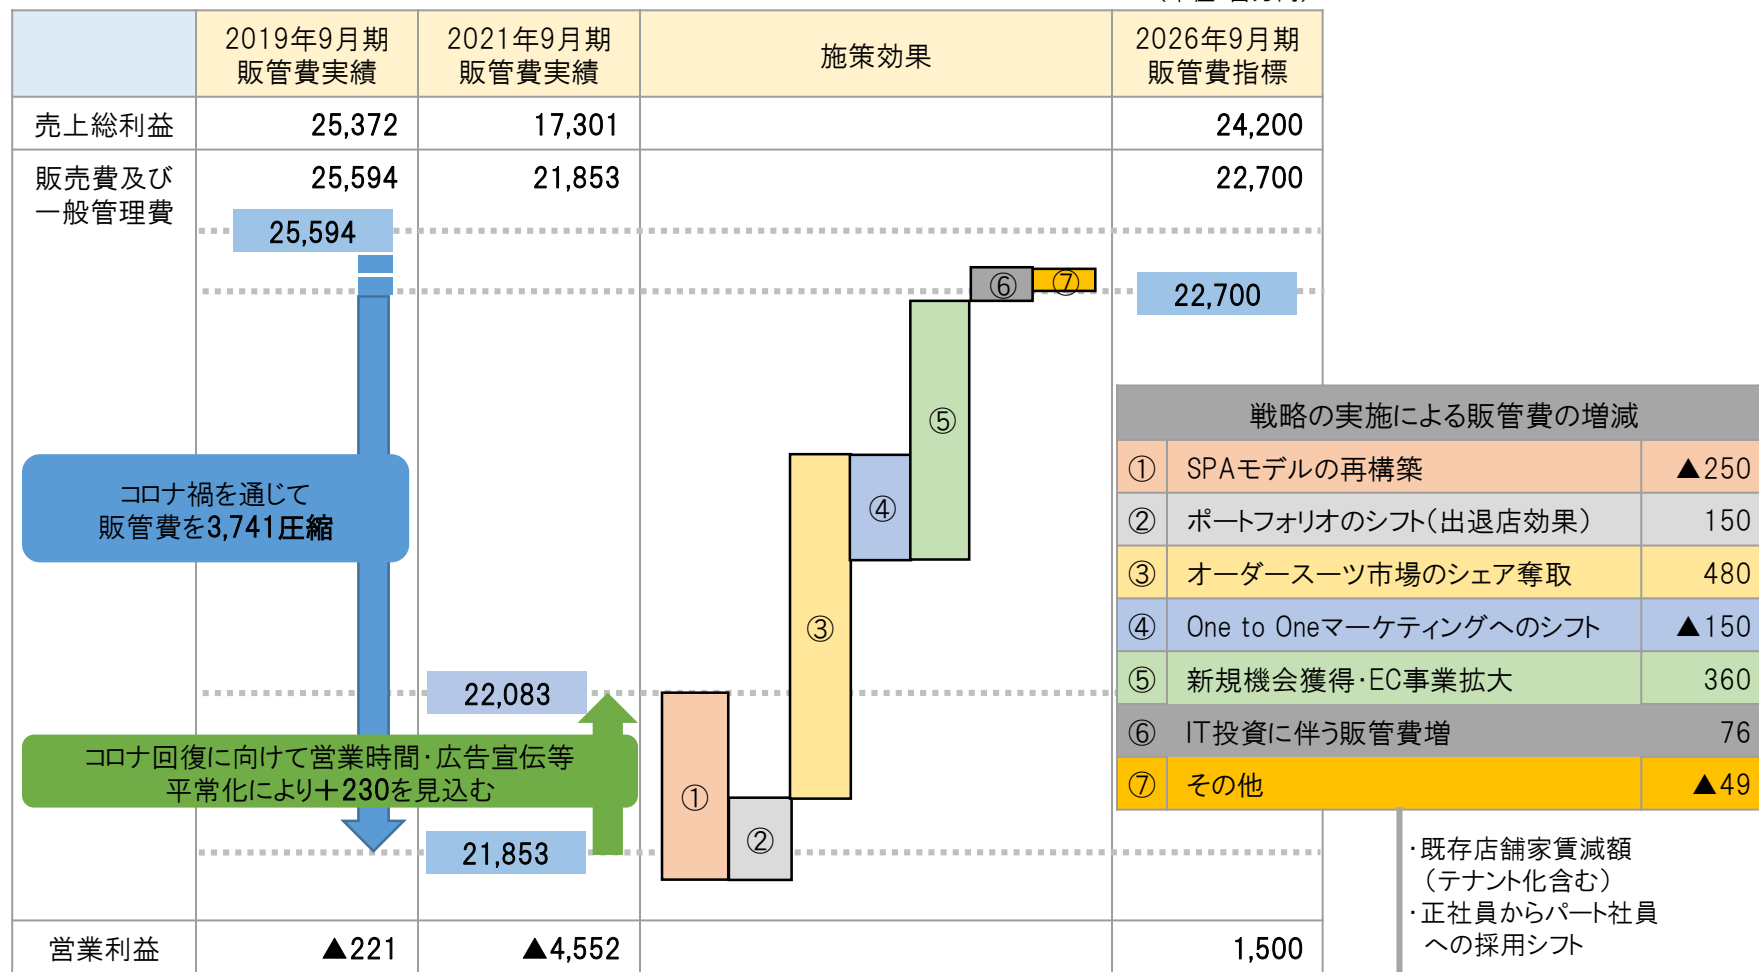 2019年9月期
販管費実績
2021年9月期
販管費実績
施策効果
2026年9月期
販管費指標
売上総利益
25,372
17,301
24,200
販売費及び
一般管理費
25,594
21,853
22,700
25,594
22,700
⑥
⑦
⑤
④
③
①
②
コロナ禍を通じて
販管費を3,741圧縮
22,083
コロナ回復に向けて営業時間・広告宣伝等
平常化により＋230を見込む
21,853
戦略の実施による販管費の増減
① SPAモデルの再構築 ▲250
② ポートフォリオのシフト（出退店効果） 150
③ オーダースーツ市場のシェア奪取 480
④ One to Oneマーケティングへのシフト ▲150
⑤ 新規機会獲得・EC事業拡大 360
⑥ IT投資に伴う販管費増 76
⑦ その他 ▲49
・既存店舗家賃減額
（テナント化含む）
・正社員からパート社員
への採用シフト
営業利益
▲221
▲4,552
1,500